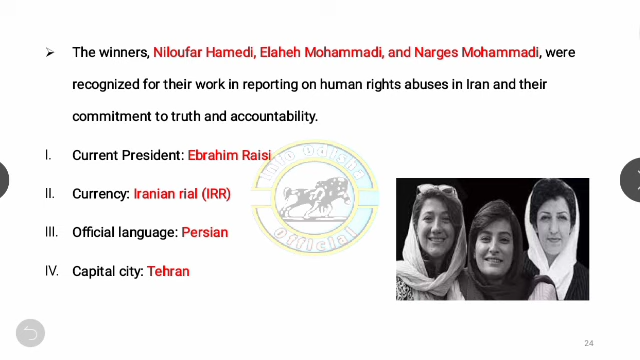 ➢ The winners, Niloufar Hamedi, Elaheh Mohammadi, and Narges Mohammadi, were
recognized for their work in reporting on human rights abuses in Iran and their
commitment to truth and accountability.
I. Current President: Ebrahim Raisi
II. Currency: Iranian rial (IRR)
III. Official language: Persian
IV. Capital city: Tehran
Official
24